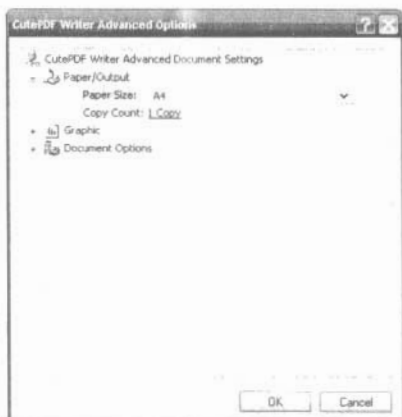 CutePDF Writer Advanced Options
CutePDF Writer Advanced Document Settings
Paper/Output
Paper Size: A4
Copy Count: 1 Copy
Graphic
Document Options
OK Cancel